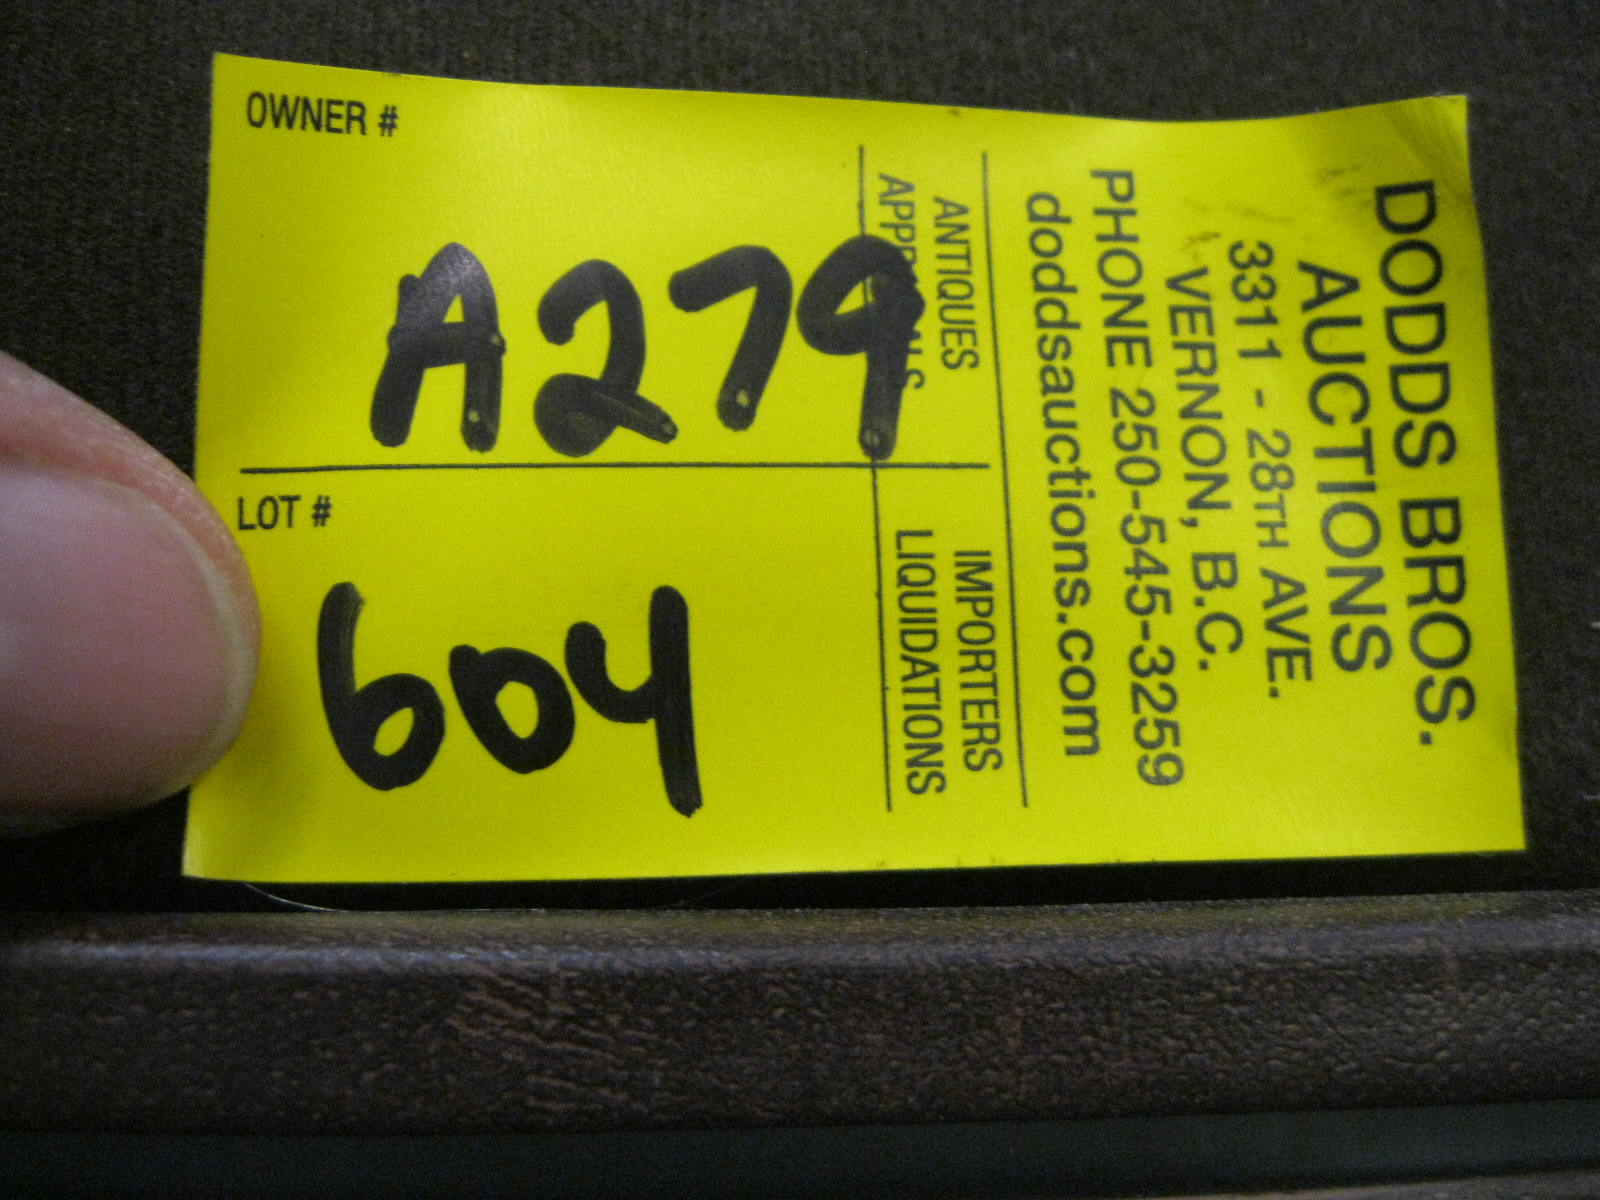 DODDS BROS.
AUCTIONS
3311 - 28TH AVE.
VERNON, B.C.
PHONE 250-545-3259
doddsauctions.com
ANTIQUES
APPRAISALS
IMPORTERS
LIQUIDATIONS
OWNER #
A279
LOT #
604